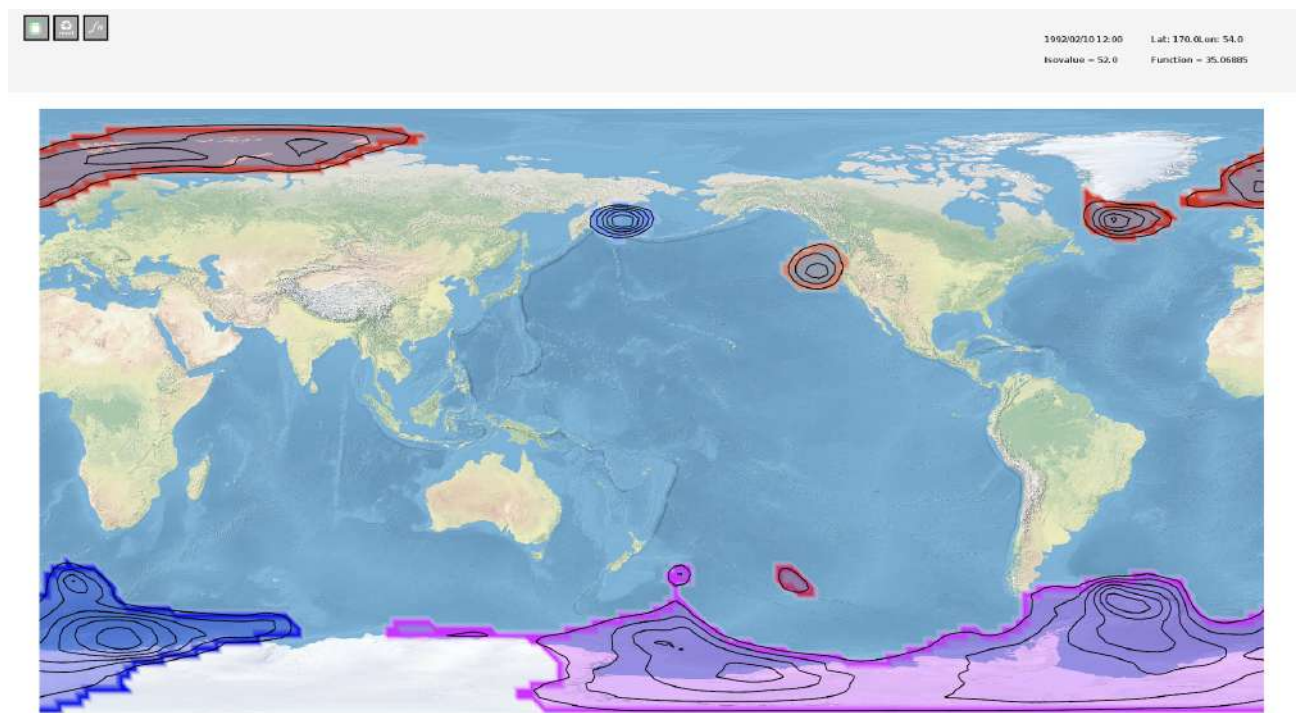 1992/02/10 12:00 Lat: 170.0Lon: 54.0
Isovalue = 52.0 Function = 35.06885